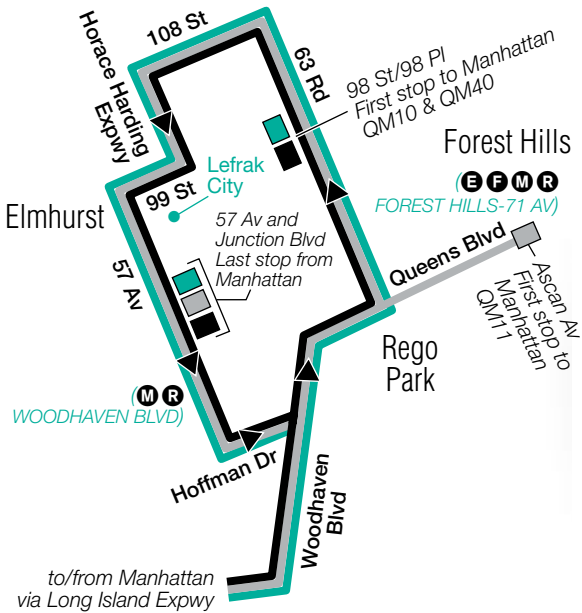 108 St
Horace Harding
Expwy
63 Rd
98 St/98 Pl
First stop to Manhattan
QM10 & QM40
Forest Hills
(E F M R
FOREST HILLS-71 AV)
Lefrak
City
99 St
Elmhurst
57 Av and
Junction Blvd
Last stop from
Manhattan
57 Av
Queens Blvd
Ascan Av
First stop to
Manhattan
QM11
Rego
Park
(M R
WOODHAVEN BLVD)
Hoffman Dr
Woodhaven
Blvd
to/from Manhattan
via Long Island Expwy